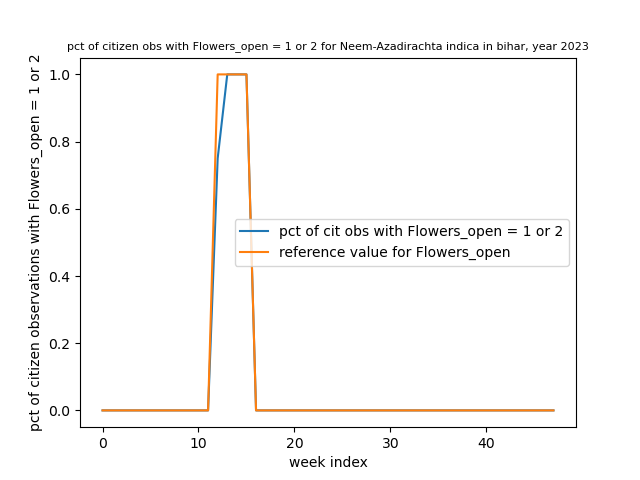 pct of citizen obs with Flowers_open = 1 or 2 for Neem-Azadirachta indica in bihar, year 2023
pct of citizen observations with Flowers_open = 1 or 2
1.0
0.8
0.6
0.4
0.2
0.0
pct of cit obs with Flowers_open = 1 or 2
reference value for Flowers_open
0 10 20 30 40
week index